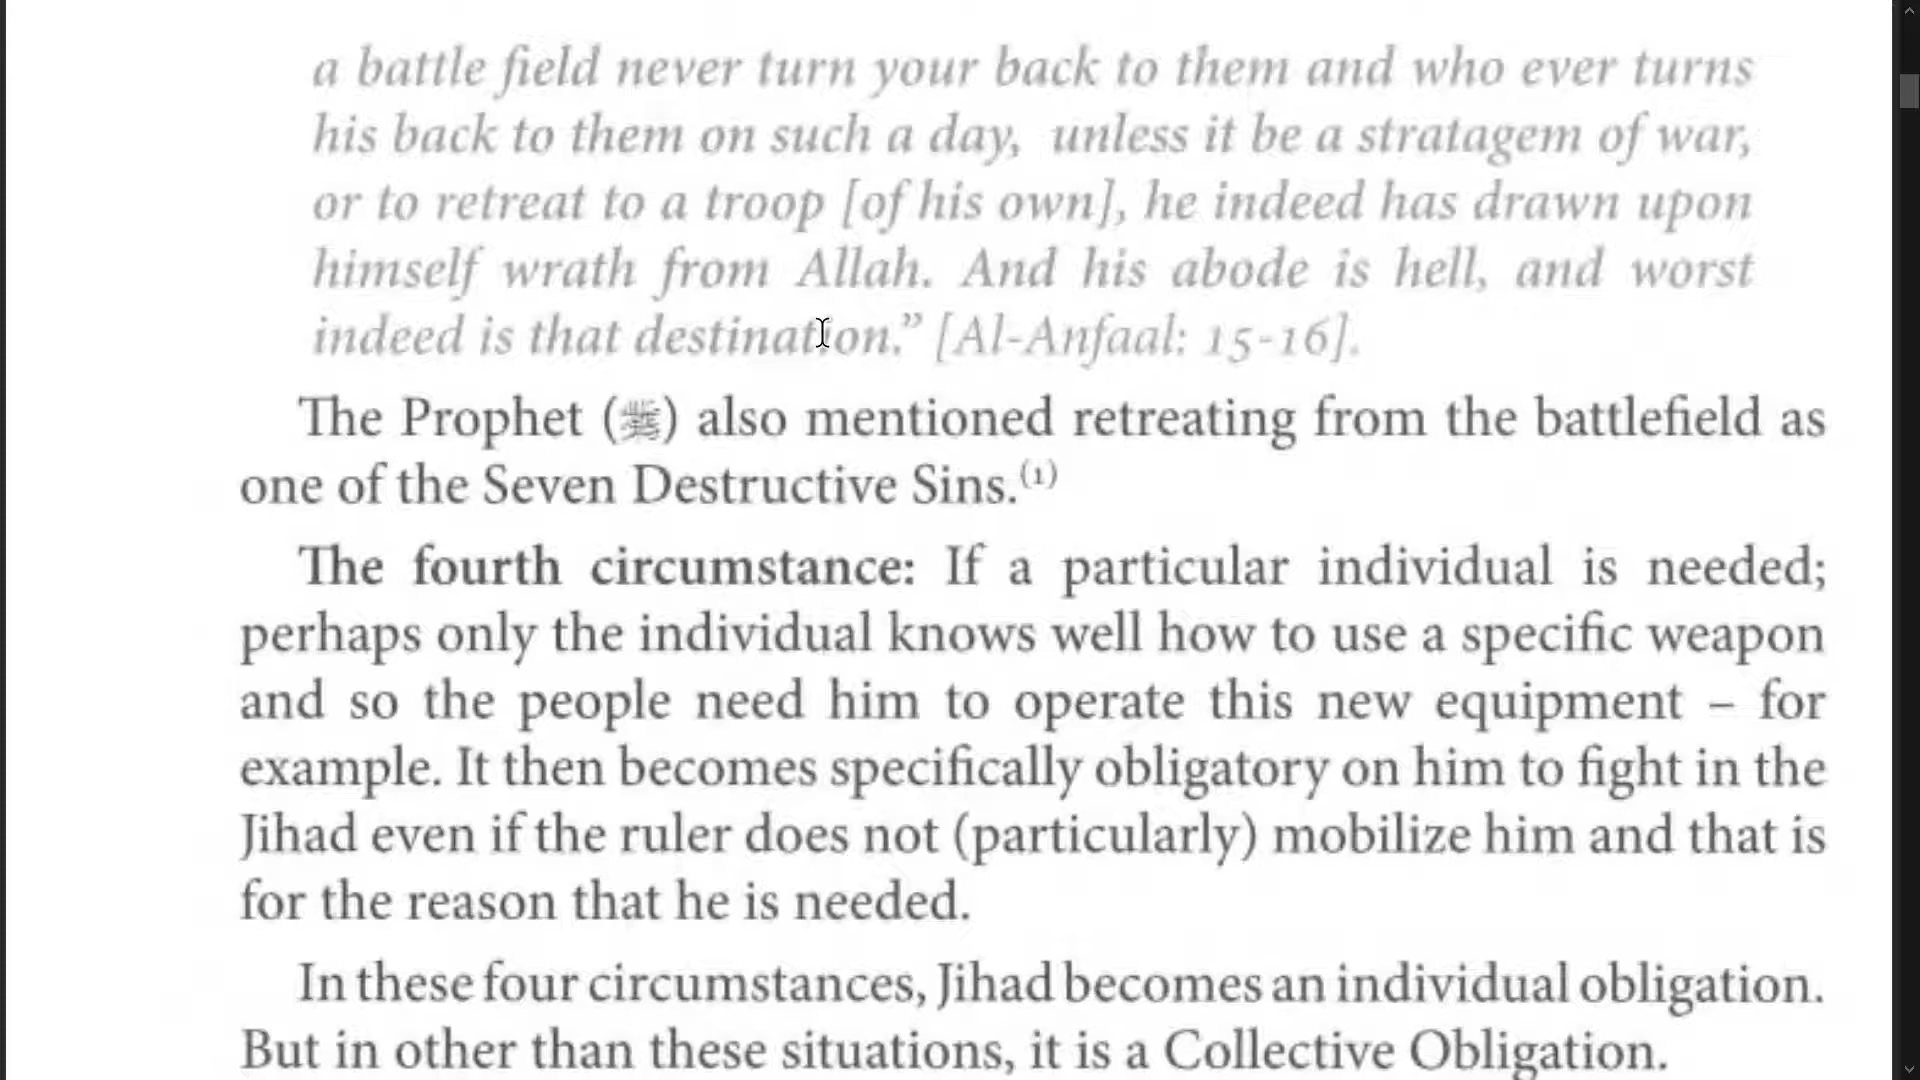 a battle field never turn your back to them and who ever turns
his back to them on such a day, unless it be a stratagem of war,
or to retreat to a troop [of his own], he indeed has drawn upon
himself wrath from Allah. And his abode is hell, and worst
indeed is that destination.” [Al-Anfaal: 15-16].
The Prophet (ﷺ) also mentioned retreating from the battlefield as
one of the Seven Destructive Sins.(1)
The fourth circumstance: If a particular individual is needed;
perhaps only the individual knows well how to use a specific weapon
and so the people need him to operate this new equipment – for
example. It then becomes specifically obligatory on him to fight in the
Jihad even if the ruler does not (particularly) mobilize him and that is
for the reason that he is needed.
In these four circumstances, Jihad becomes an individual obligation.
But in other than these situations, it is a Collective Obligation.